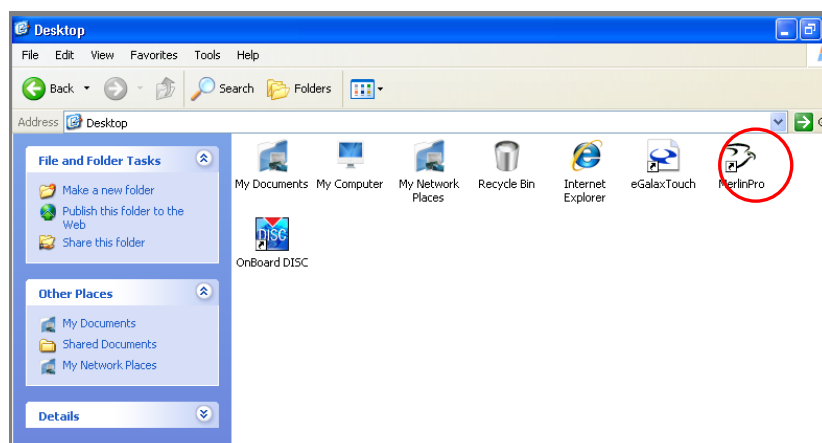 Desktop
File Edit View Favorites Tools Help
Back Search Folders
Address Desktop
File and Folder Tasks
Make a new folder
Publish this folder to the
Web
Share this folder
Other Places
My Documents
Shared Documents
My Network Places
Details
My Documents My Computer My Network Recycle Bin Internet eGalaxTouch MerlinPro
Places Explorer
DISC
OnBoard DISC